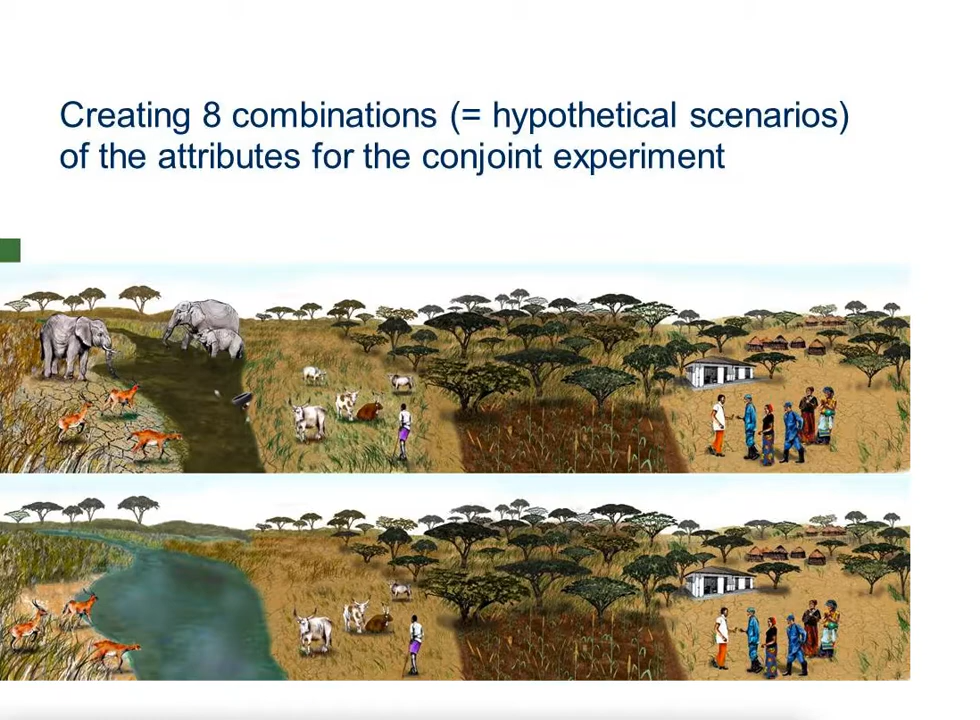 Creating 8 combinations (= hypothetical scenarios)
of the attributes for the conjoint experiment